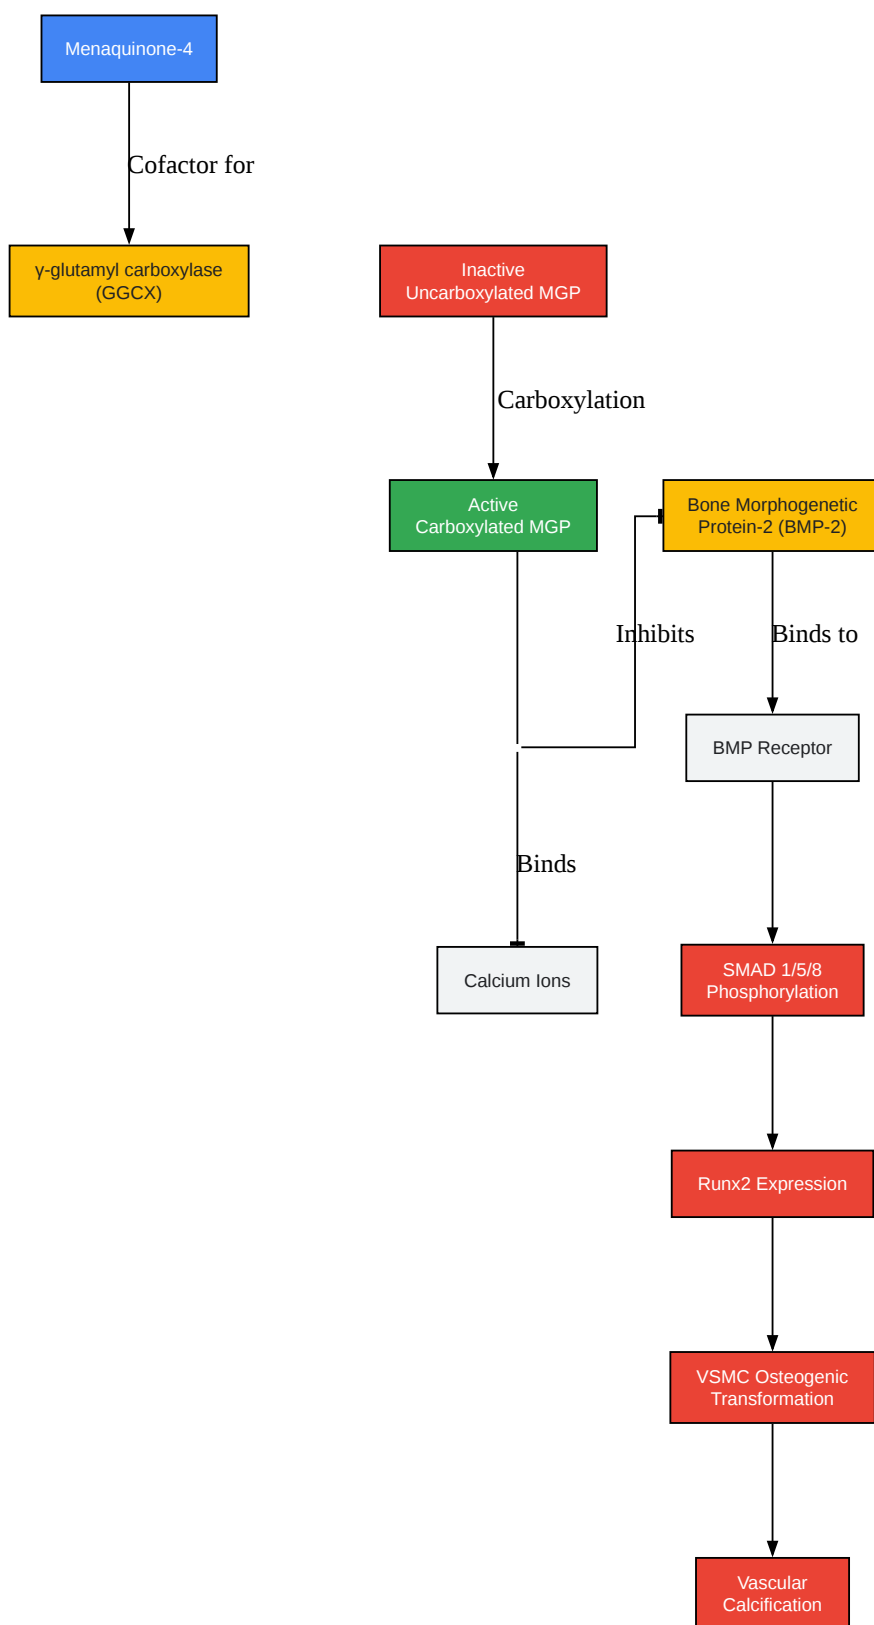 Menaquinone-4
Cofactor for
γ-glutamyl carboxylase
(GGCX)
Inactive
Uncarboxylated MGP
Carboxylation
Active
Carboxylated MGP
Bone Morphogenetic
Protein-2 (BMP-2)
Inhibits
Binds to
BMP Receptor
Binds
Calcium Ions
SMAD 1/5/8
Phosphorylation
Runx2 Expression
VSMC Osteogenic
Transformation
Vascular
Calcification